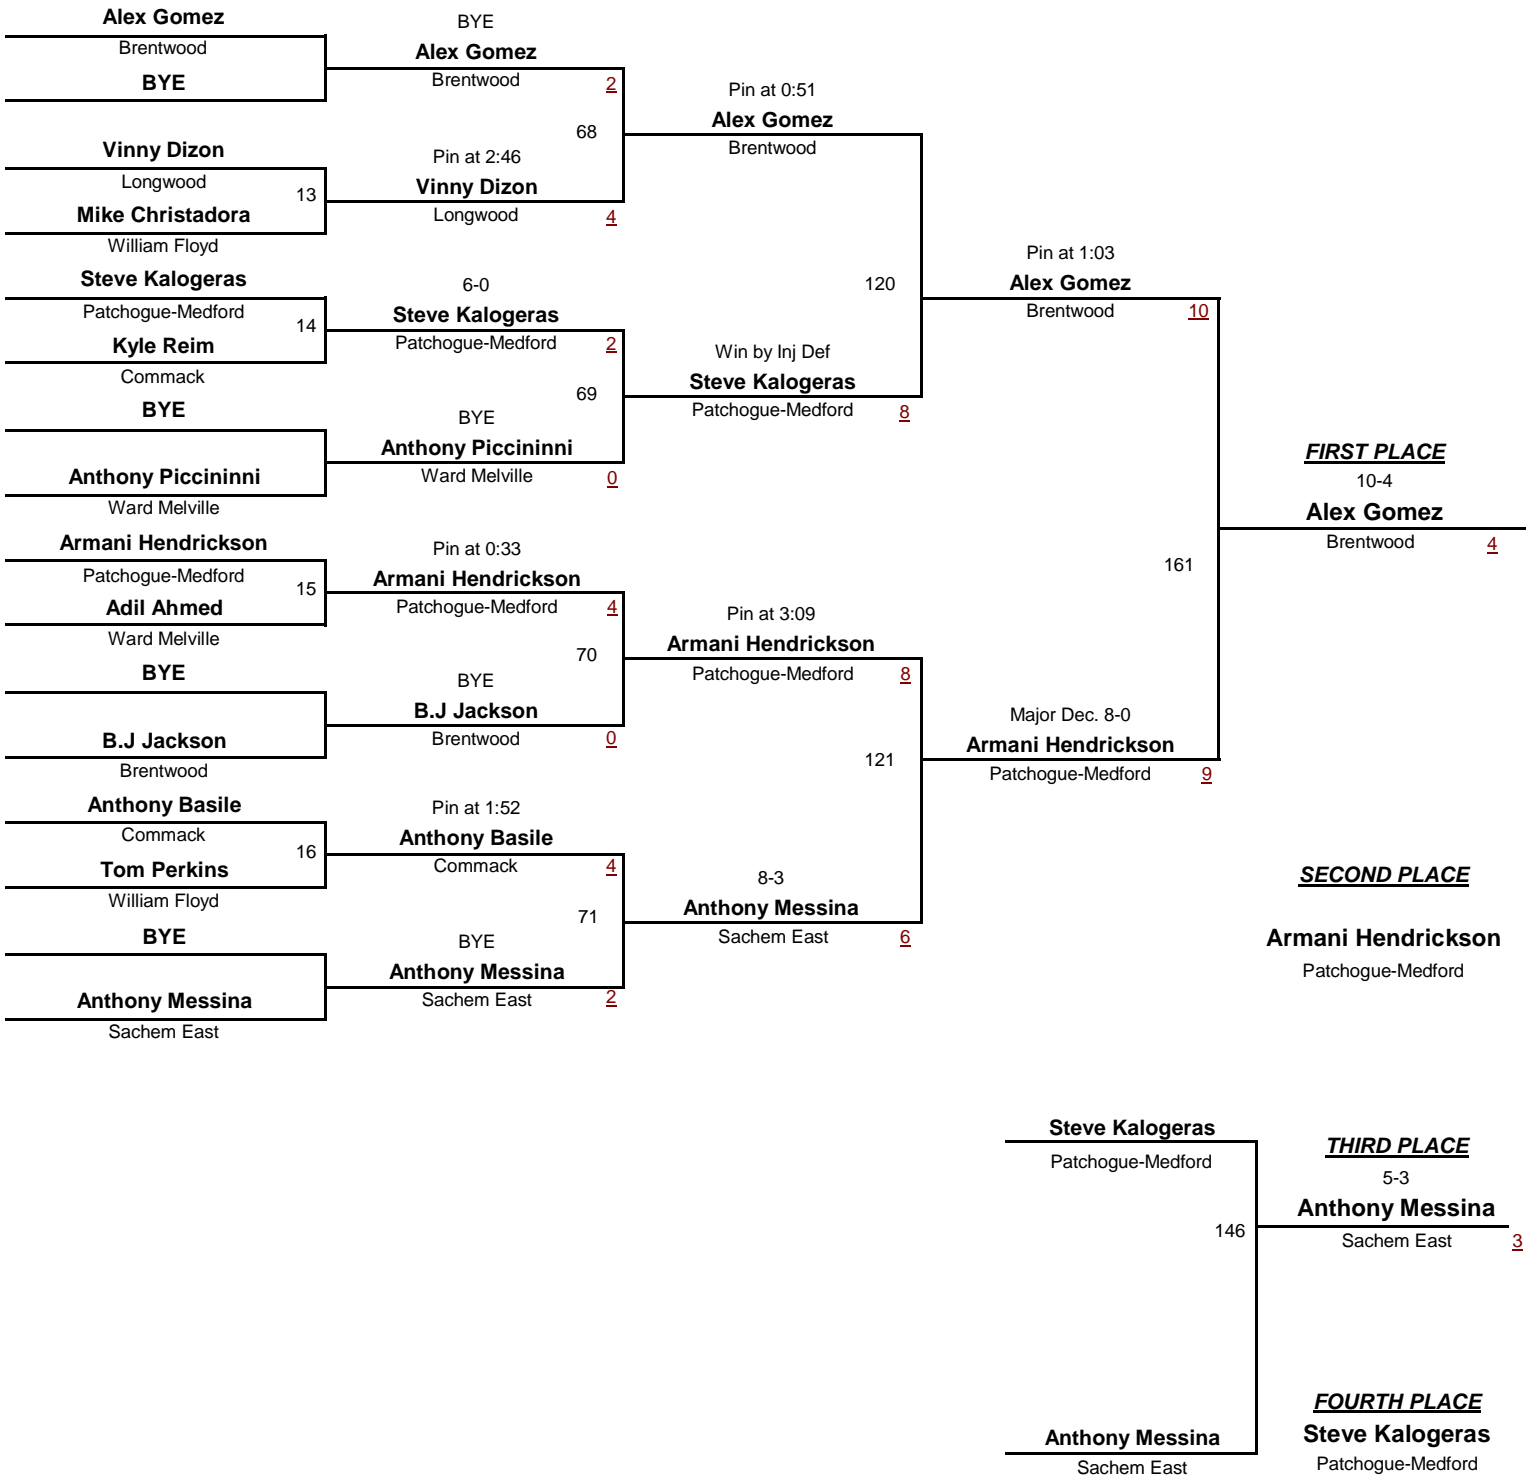 Alex Gomez
Brentwood
BYE
Vinny Dizon
Longwood
13
Mike Christadora
William Floyd
Steve Kalogeras
Patchogue-Medford
14
Kyle Reim
Commack
BYE
Anthony Piccininni
Ward Melville
Armani Hendrickson
Patchogue-Medford
15
Adil Ahmed
Ward Melville
BYE
B.J Jackson
Brentwood
Anthony Basile
Commack
16
Tom Perkins
William Floyd
BYE
Anthony Messina
Sachem East
BYE
Alex Gomez
Brentwood
2
68
Pin at 2:46
Vinny Dizon
Longwood
4
6-0
Steve Kalogeras
Patchogue-Medford
2
69
BYE
Anthony Piccininni
Ward Melville
0
Pin at 0:33
Armani Hendrickson
Patchogue-Medford
4
70
BYE
B.J Jackson
Brentwood
0
Pin at 1:52
Anthony Basile
Commack
4
71
BYE
Anthony Messina
Sachem East
2
Pin at 0:51
Alex Gomez
Brentwood
120
Win by Inj Def
Steve Kalogeras
Patchogue-Medford
8
Pin at 3:09
Armani Hendrickson
Patchogue-Medford
8
121
8-3
Anthony Messina
Sachem East
6
Pin at 1:03
Alex Gomez
Brentwood
10
161
Major Dec. 8-0
Armani Hendrickson
Patchogue-Medford
9
FIRST PLACE
10-4
Alex Gomez
Brentwood
4
SECOND PLACE
Armani Hendrickson
Patchogue-Medford
Steve Kalogeras
Patchogue-Medford
146
Anthony Messina
Sachem East
THIRD PLACE
5-3
Anthony Messina
Sachem East
3
FOURTH PLACE
Steve Kalogeras
Patchogue-Medford